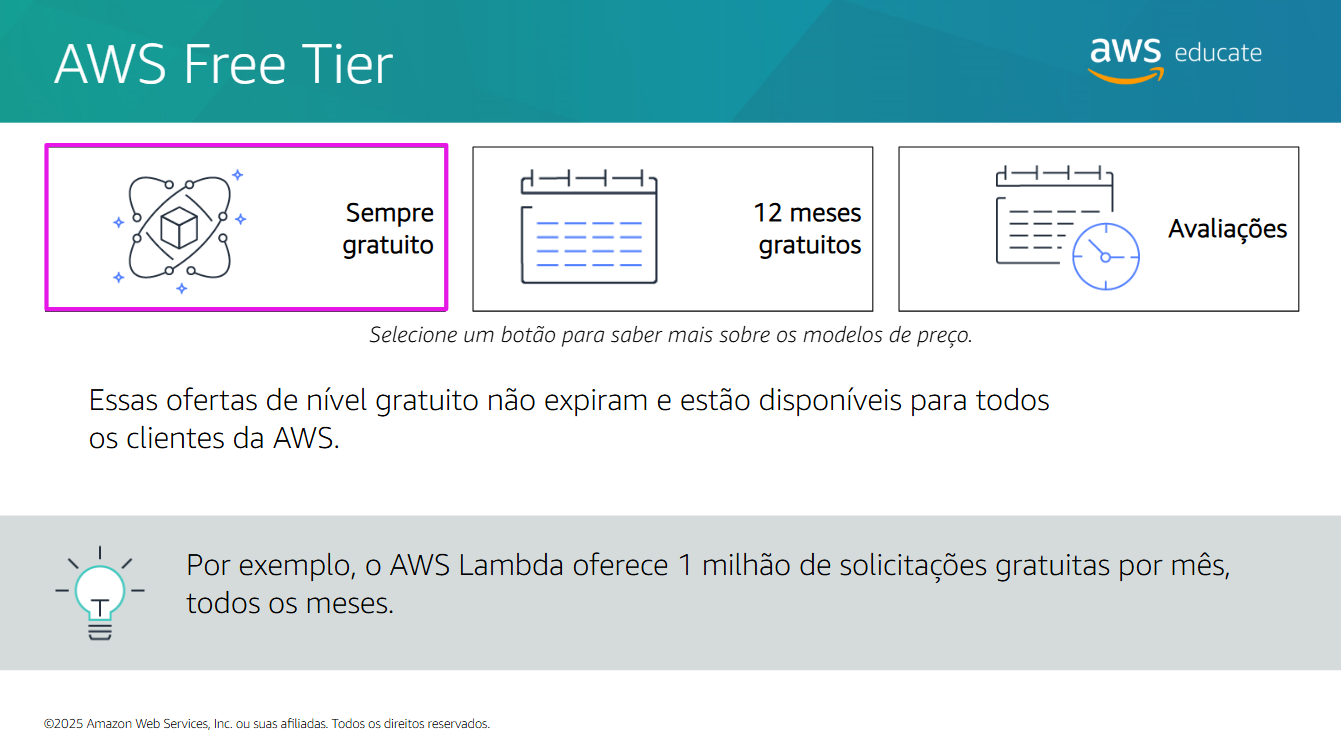 AWS Free Tier
aws educate
Sempre
gratuito
12 meses
gratuitos
Avaliações
Selecione um botão para saber mais sobre os modelos de preço.
Essas ofertas de nível gratuito não expiram e estão disponíveis para todos
os clientes da AWS.
Por exemplo, o AWS Lambda oferece 1 milhão de solicitações gratuitas por mês,
todos os meses.
©2025 Amazon Web Services, Inc. ou suas afiliadas. Todos os direitos reservados.